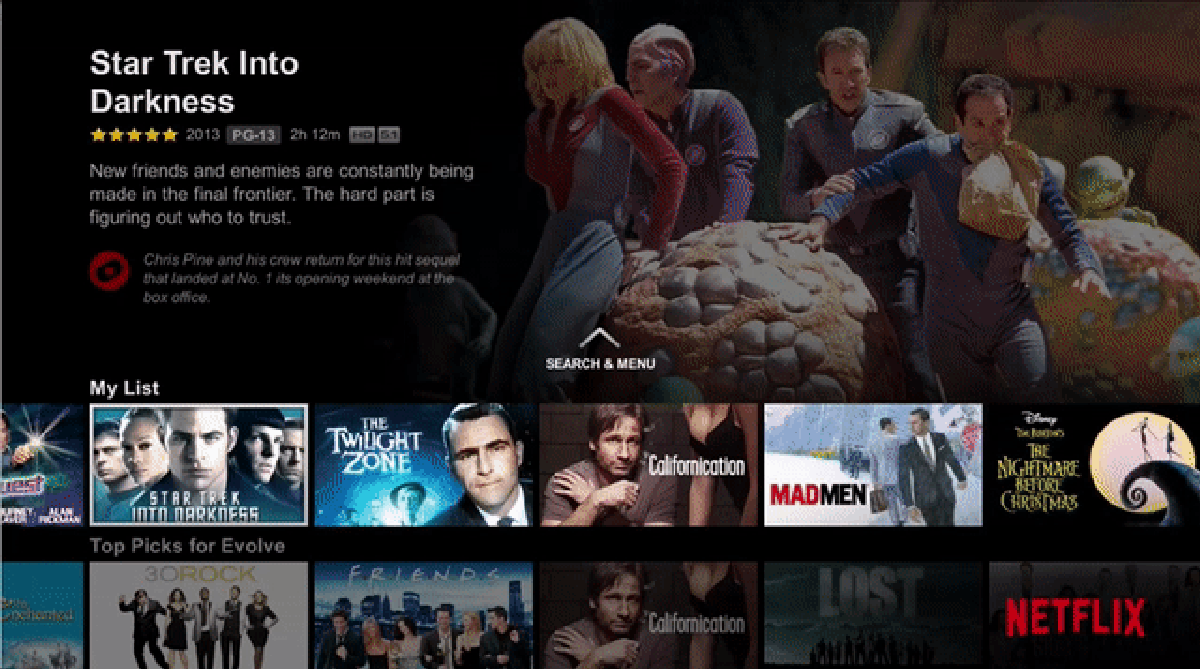 Star Trek Into
Darkness
2013 PG-13 2h 12m HD 5.1
New friends and enemies are constantly being
made in the final frontier. The hard part is
figuring out who to trust.
Chris Pine and his crew return for this hit sequel
that landed at No. 1 its opening weekend at the
box office.
SEARCH & MENU
My List
ALAN
RICKMAN
STAR TREK
INTO DARKNESS
THE
TWILIGHT
ZONE
Californication
MADMEN
Disney
TIM BURTON'S
THE
NIGHTMARE
BEFORE
CHRISTMAS
Top Picks for Evolve
Enchanted
30 ROCK
FRIENDS
Californication
LOST
NETFLIX